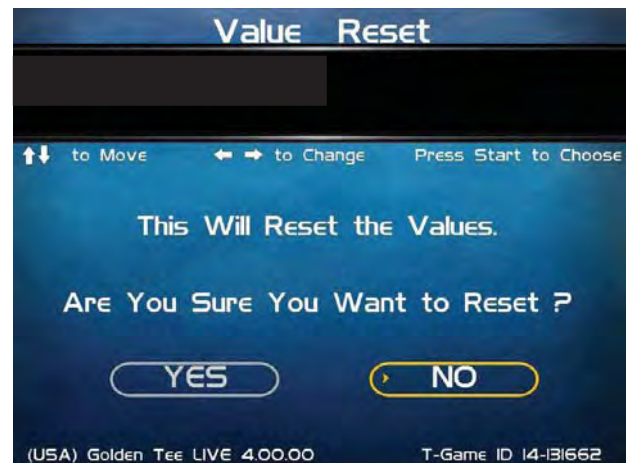 Value Reset
to Move to Change Press Start to Choose
This Will Reset the Values.
Are You Sure You Want to Reset ?
YES NO
(USA) Golden Tee LIVE 4.00.00 T-Game ID 14-131662